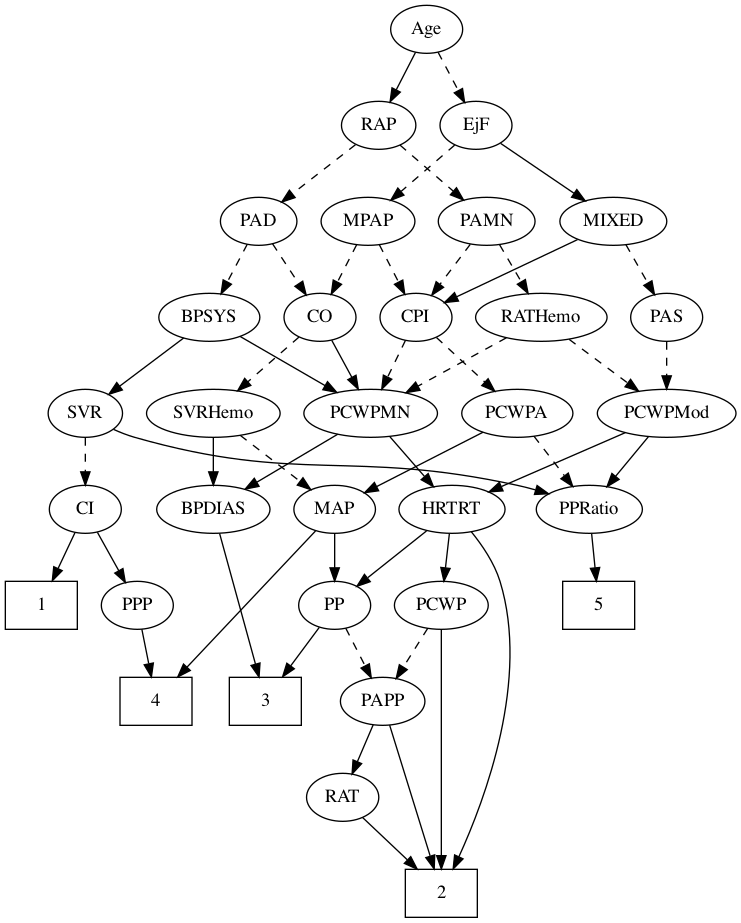 Age
RAP EjF
PAD MPAP PAMN MIXED
BPSYS CO CPI RATHemo PAS
SVR SVRHemo PCWPMN PCWPA PCWPMod
CI BPDIAS MAP HRTRT PPRatio
1 PPP PP PCWP 5
4 3 PAPP
RAT
2